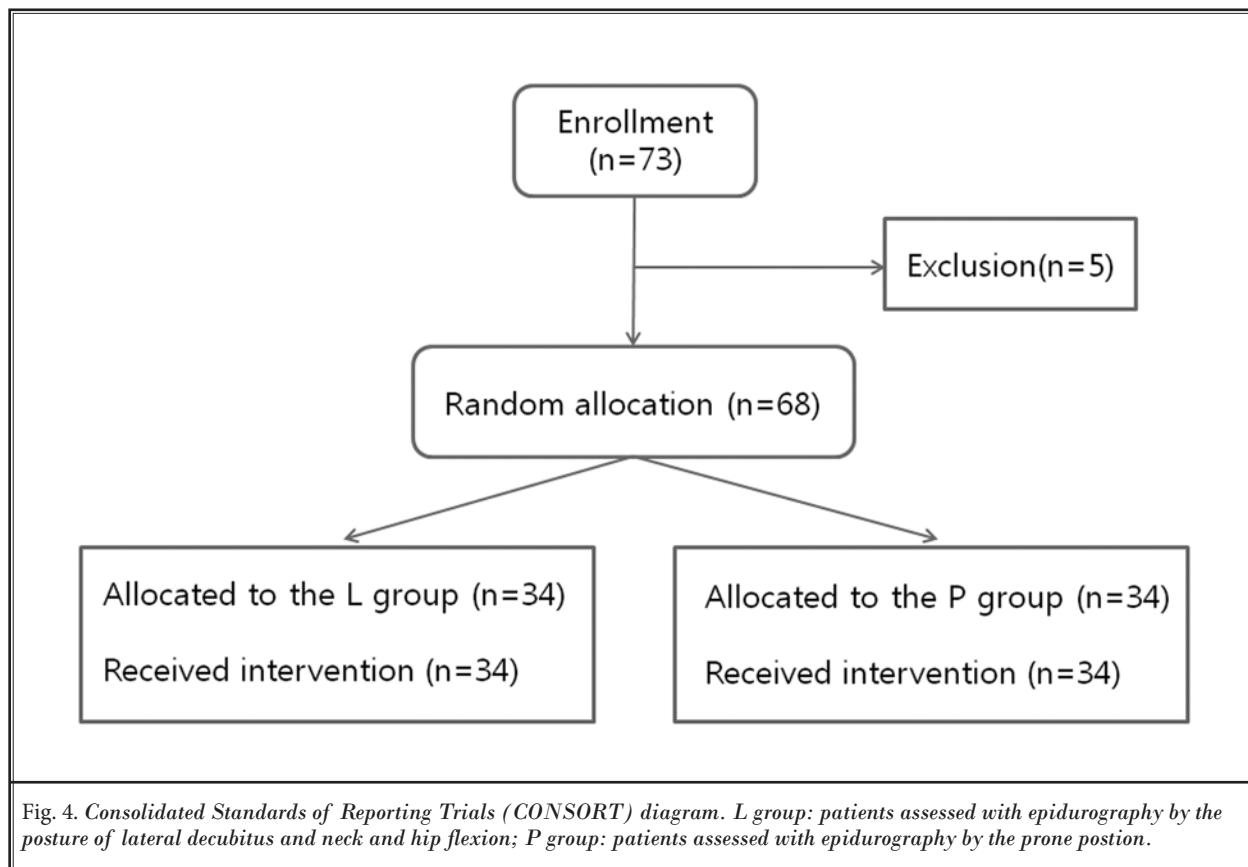 Enrollment
(n=73)
Exclusion(n=5)
Random allocation (n=68)
Allocated to the L group (n=34)
Received intervention (n=34)
Allocated to the P group (n=34)
Received intervention (n=34)
Fig. 4. Consolidated Standards of Reporting Trials (CONSORT) diagram. L group: patients assessed with epidurography by the
posture of lateral decubitus and neck and hip flexion; P group: patients assessed with epidurography by the prone postion.